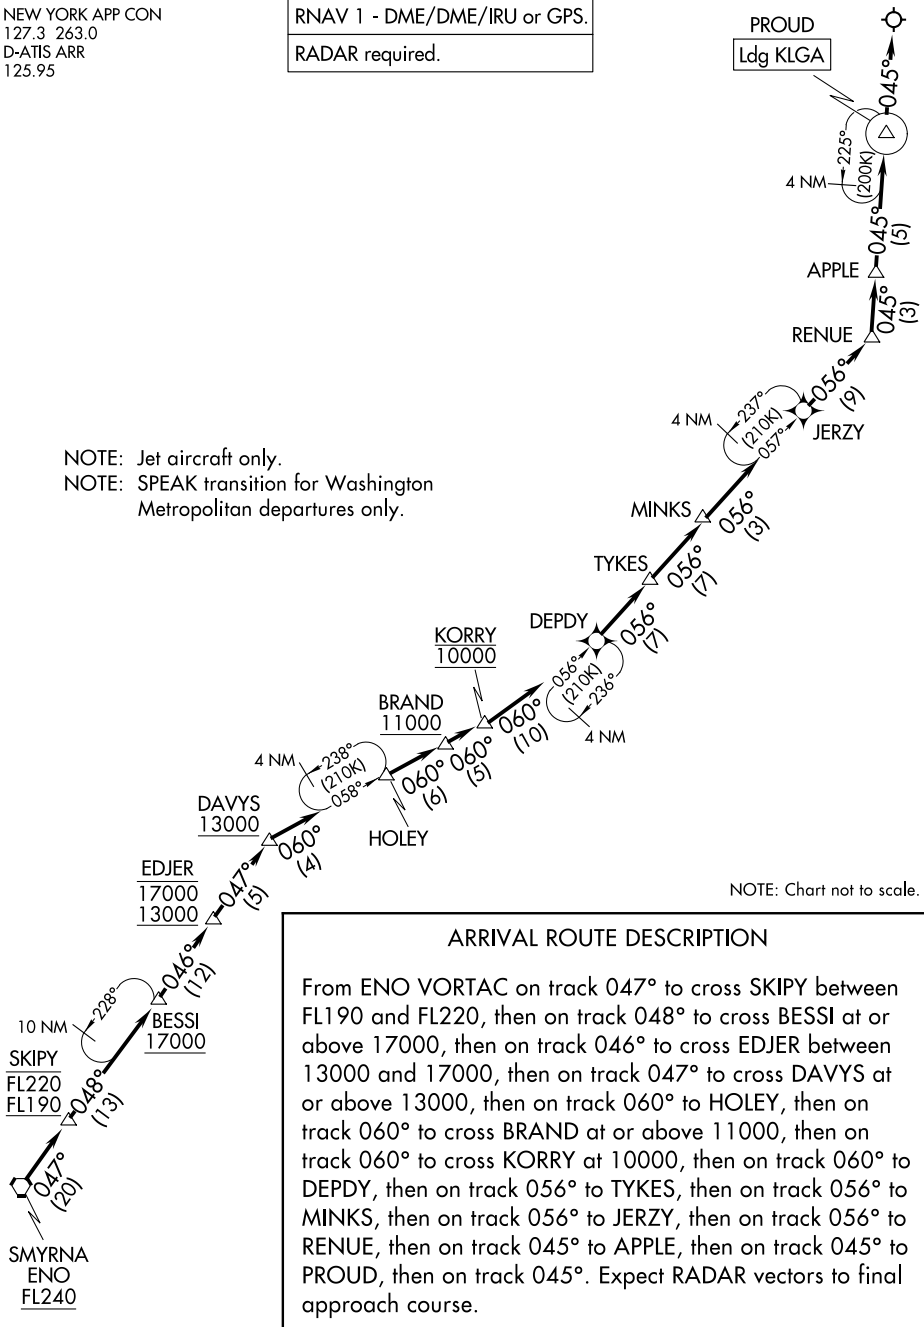 NEW YORK APP CON
127.3 263.0
D-ATIS ARR
125.95
RNAV 1 - DME/DME/IRU or GPS.
RADAR required.
PROUD
Ldg KLGA
045°
225°
(200K)
4 NM
045°
(5)
APPLE
045°
(3)
RENUE
056°
(9)
237°
(210K)
057°
4 NM
JERZY
NOTE: Jet aircraft only.
NOTE: SPEAK transition for Washington
Metropolitan departures only.
MINKS
056°
(3)
TYKES
056°
(7)
DEPDY
056°
(7)
056°
(210K)
236°
4 NM
KORRY
10000
060°
(10)
BRAND
11000
060°
(5)
060°
(6)
4 NM
238°
(210K)
058°
HOLEY
DAVYS
13000
060°
(4)
EDJER
17000
13000
047°
(5)
046°
(12)
228°
10 NM
BESSI
17000
SKIPY
FL220
FL190
048°
(13)
047°
(20)
SMYRNA
ENO
FL240
NOTE: Chart not to scale.
ARRIVAL ROUTE DESCRIPTION
From ENO VORTAC on track 047° to cross SKIPY between
FL190 and FL220, then on track 048° to cross BESSI at or
above 17000, then on track 046° to cross EDJER between
13000 and 17000, then on track 047° to cross DAVYS at
or above 13000, then on track 060° to HOLEY, then on
track 060° to cross BRAND at or above 11000, then on
track 060° to cross KORRY at 10000, then on track 060° to
DEPDY, then on track 056° to TYKES, then on track 056° to
MINKS, then on track 056° to JERZY, then on track 056° to
RENUE, then on track 045° to APPLE, then on track 045° to
PROUD, then on track 045°. Expect RADAR vectors to final
approach course.